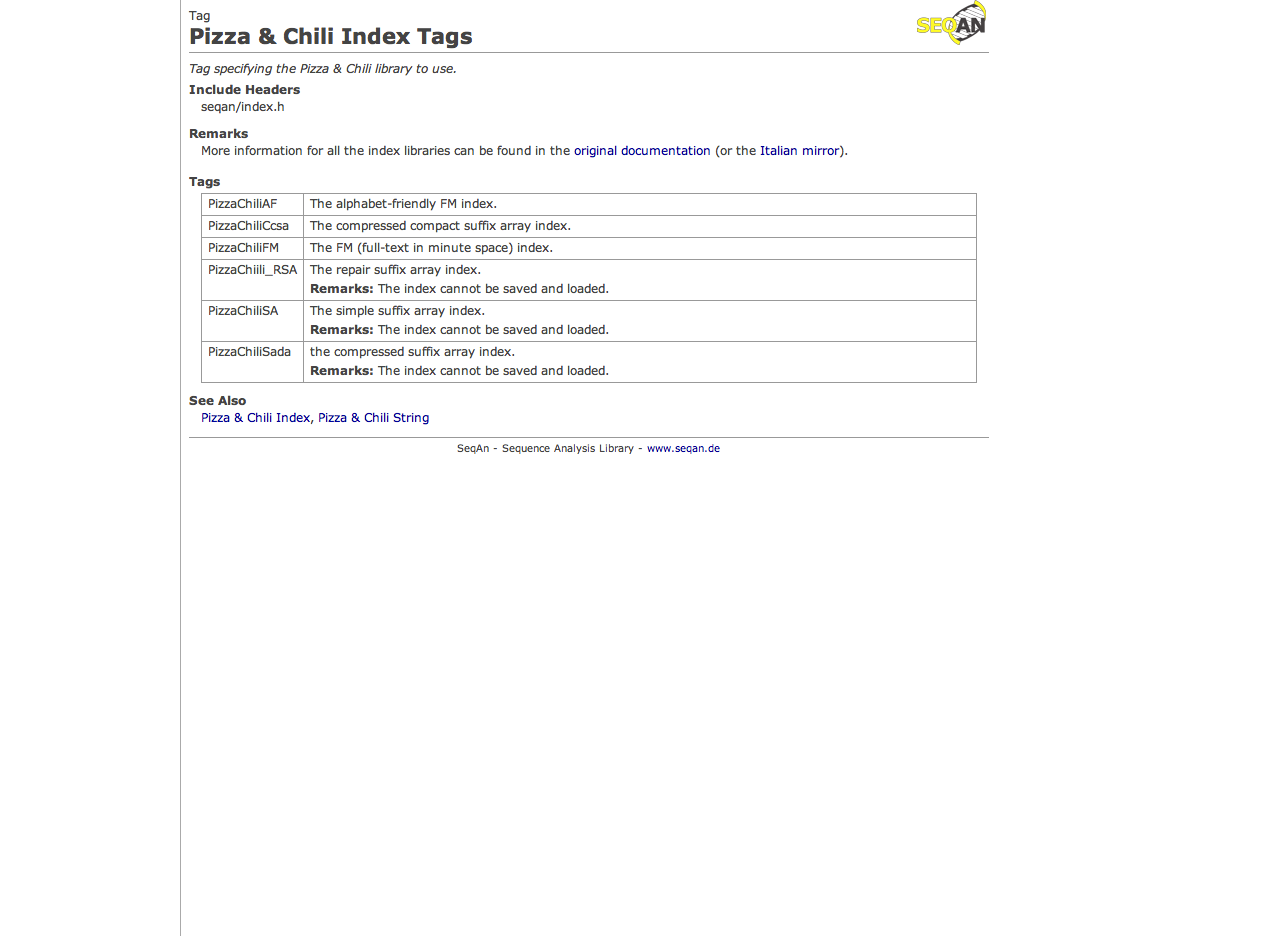 Tag
SEQAN
Pizza & Chili Index Tags
Tag specifying the Pizza & Chili library to use.
Include Headers
seqan/index.h
Remarks
More information for all the index libraries can be found in the original documentation (or the Italian mirror).
Tags
PizzaChiliAF The alphabet-friendly FM index.
PizzaChiliCcsa The compressed compact suffix array index.
PizzaChiliFM The FM (full-text in minute space) index.
PizzaChiili_RSA The repair suffix array index.
Remarks: The index cannot be saved and loaded.
PizzaChiliSA The simple suffix array index.
Remarks: The index cannot be saved and loaded.
PizzaChiliSada the compressed suffix array index.
Remarks: The index cannot be saved and loaded.
See Also
Pizza & Chili Index, Pizza & Chili String
SeqAn - Sequence Analysis Library - www.seqan.de